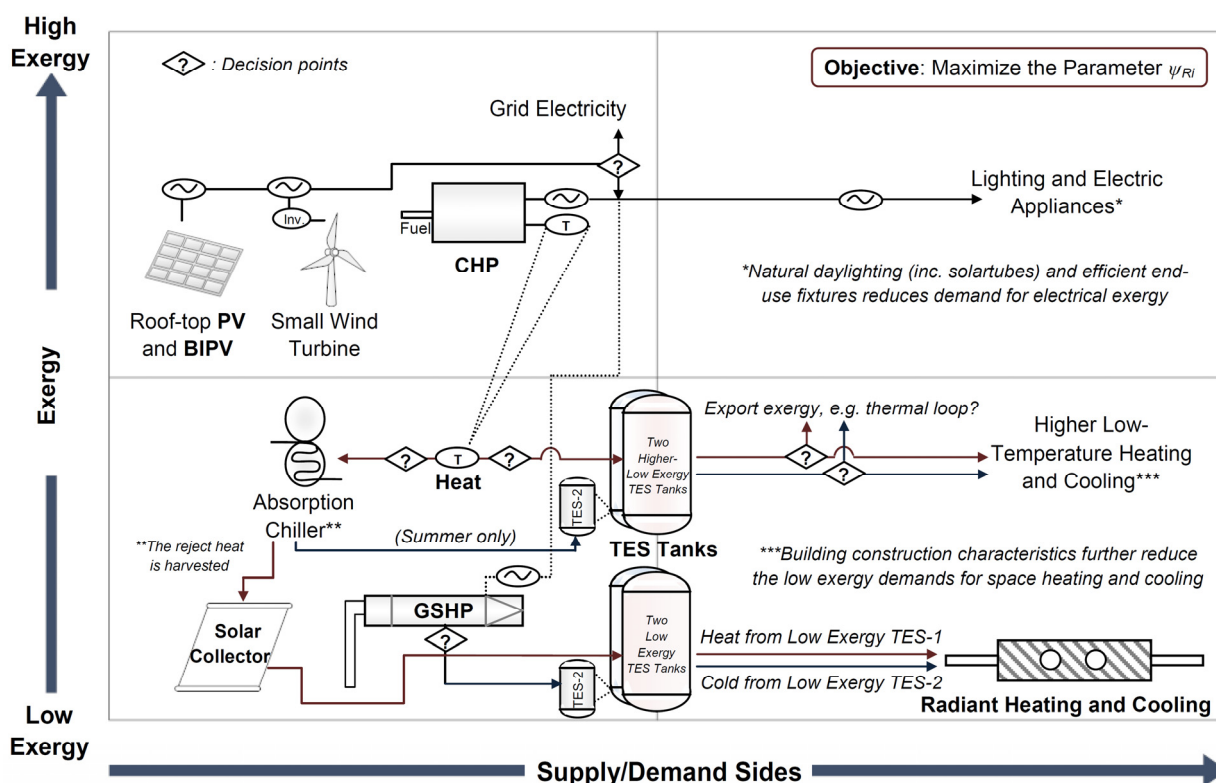 High
Exergy
? : Decision points
Objective: Maximize the Parameter ψRi
Grid Electricity
?
Inv.
Fuel
T
CHP
Lighting and Electric
Appliances*
*Natural daylighting (inc. solartubes) and efficient end-
use fixtures reduces demand for electrical exergy
Roof-top PV
and BIPV
Small Wind
Turbine
Exergy
Export exergy, e.g. thermal loop?
?
T
?
Heat
Two
Higher-
Low Exergy
TES Tanks
?
?
Higher Low-
Temperature Heating
and Cooling***
Absorption
Chiller**
TES-2
(Summer only)
TES Tanks
**The reject heat
is harvested
***Building construction characteristics further reduce
the low exergy demands for space heating and cooling
GSHP
?
Solar
Collector
Two
Low
Exergy
TES Tanks
TES-2
Heat from Low Exergy TES-1
Cold from Low Exergy TES-2
Radiant Heating and Cooling
Low
Exergy
Supply/Demand Sides